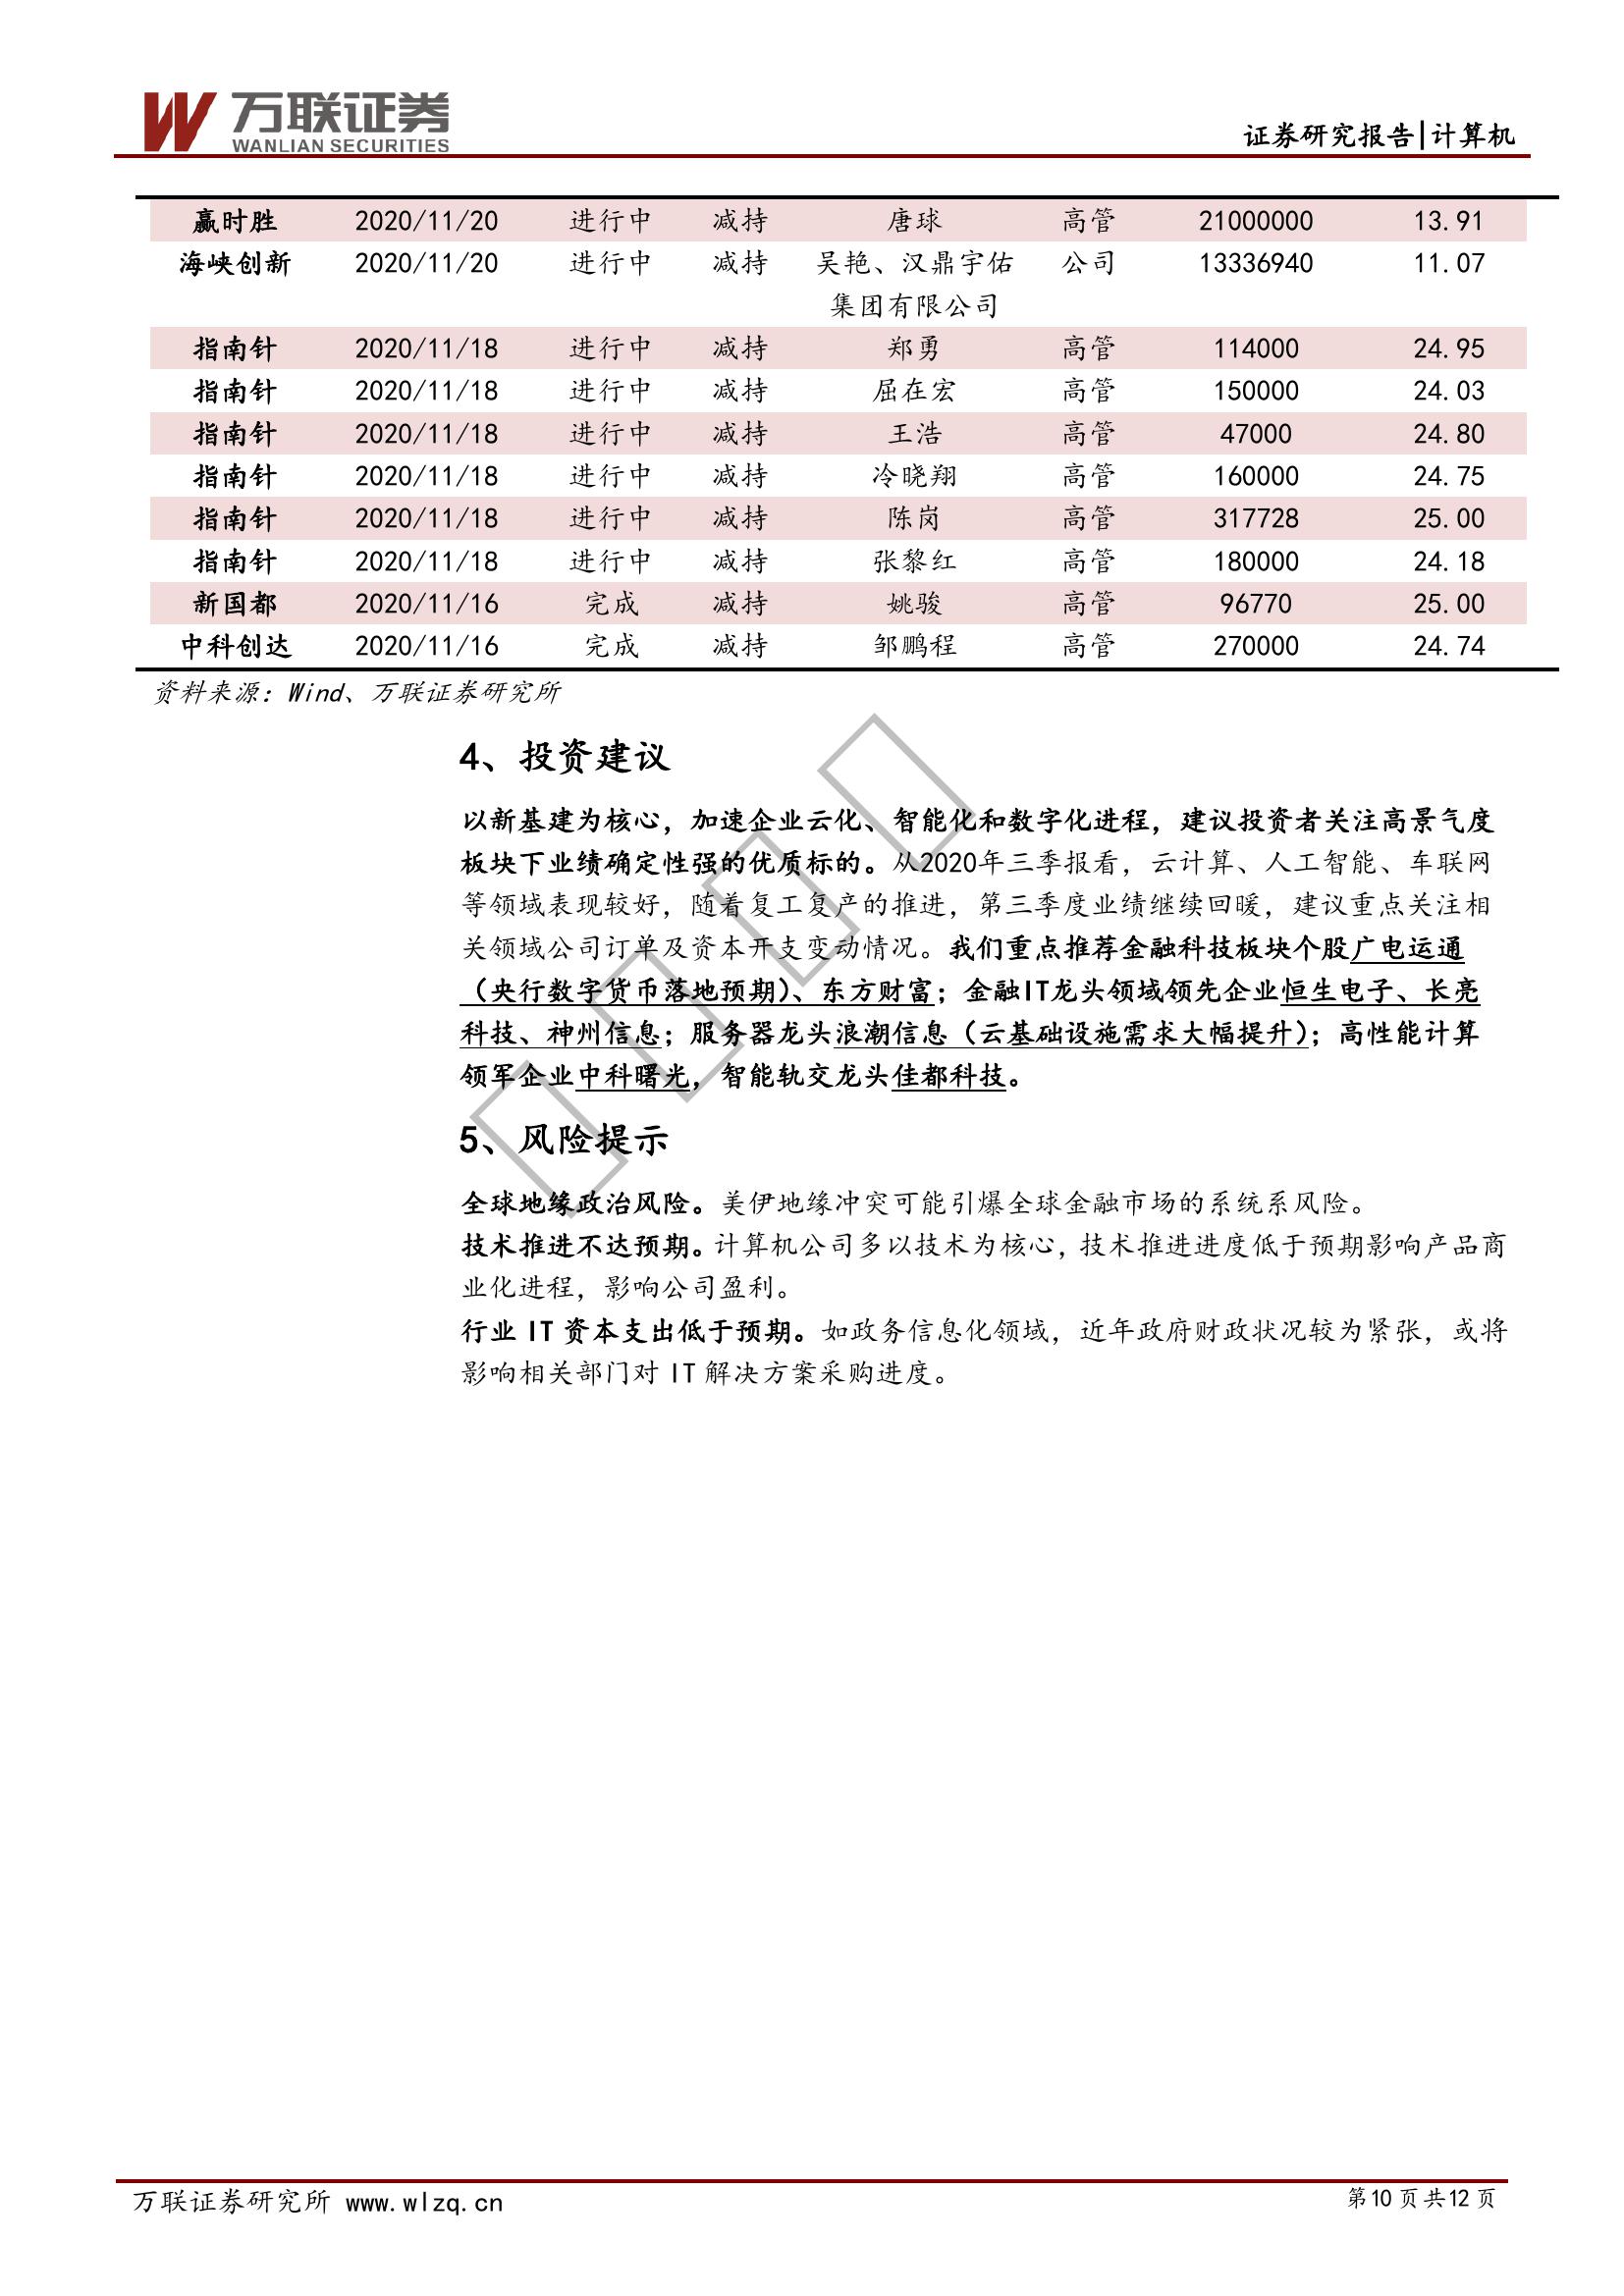 万联证券
WANLIAN SECURITIES
证券研究报告|计算机
赢时胜 2020/11/20 进行中 减持 唐球 高管 21000000 13.91
海峡创新 2020/11/20 进行中 减持 吴艳、汉鼎宇佑 公司 13336940 11.07
集团有限公司
指南针 2020/11/18 进行中 减持 郑勇 高管 114000 24.95
指南针 2020/11/18 进行中 减持 屈在宏 高管 150000 24.03
指南针 2020/11/18 进行中 减持 王浩 高管 47000 24.80
指南针 2020/11/18 进行中 减持 冷晓翔 高管 160000 24.75
指南针 2020/11/18 进行中 减持 陈岗 高管 317728 25.00
指南针 2020/11/18 进行中 减持 张黎红 高管 180000 24.18
新国都 2020/11/16 完成 减持 姚骏 高管 96770 25.00
中科创达 2020/11/16 完成 减持 邹鹏程 高管 270000 24.74
资料来源：Wind、万联证券研究所
4、投资建议
以新基建为核心，加速企业云化、智能化和数字化进程，建议投资者关注高景气度
板块下业绩确定性强的优质标的。从2020年三季报看，云计算、人工智能、车联网
等领域表现较好，随着复工复产的推进，第三季度业绩继续回暖，建议重点关注相
关领域公司订单及资本开支变动情况。我们重点推荐金融科技板块个股广电运通
（央行数字货币落地预期）、东方财富；金融IT龙头领域领先企业恒生电子、长亮
科技、神州信息；服务器龙头浪潮信息（云基础设施需求大幅提升）；高性能计算
领军企业中科曙光，智能轨交龙头佳都科技。
5、风险提示
全球地缘政治风险。美伊地缘冲突可能引爆全球金融市场的系统系风险。
技术推进不达预期。计算机公司多以技术为核心，技术推进进度低于预期影响产品商
业化进程，影响公司盈利。
行业 IT 资本支出低于预期。如政务信息化领域，近年政府财政状况较为紧张，或将
影响相关部门对 IT 解决方案采购进度。
万联证券研究所 www.wlzq.cn
第10页共12页